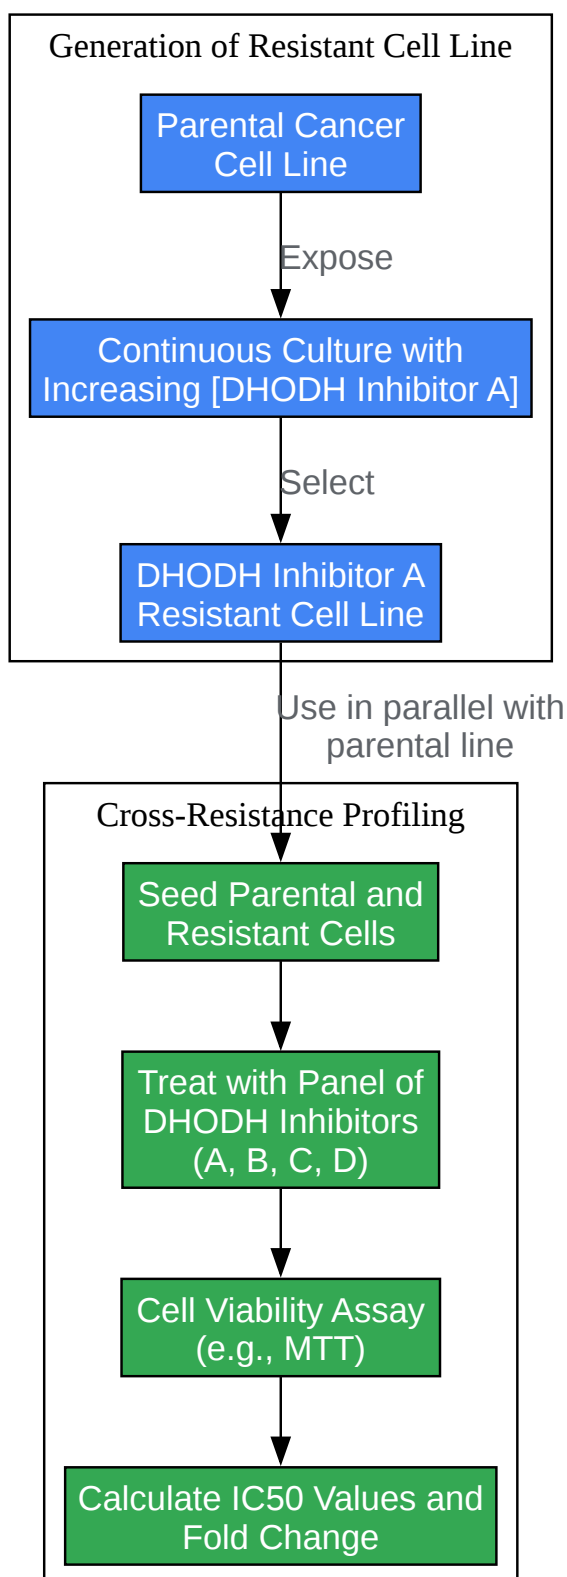 Generation of Resistant Cell Line
Parental Cancer
Cell Line
Expose
Continuous Culture with
Increasing [DHODH Inhibitor A]
Select
DHODH Inhibitor A
Resistant Cell Line
Use in parallel with
parental line
Cross-Resistance Profiling
Seed Parental and
Resistant Cells
Treat with Panel of
DHODH Inhibitors
(A, B, C, D)
Cell Viability Assay
(e.g., MTT)
Calculate IC50 Values and
Fold Change